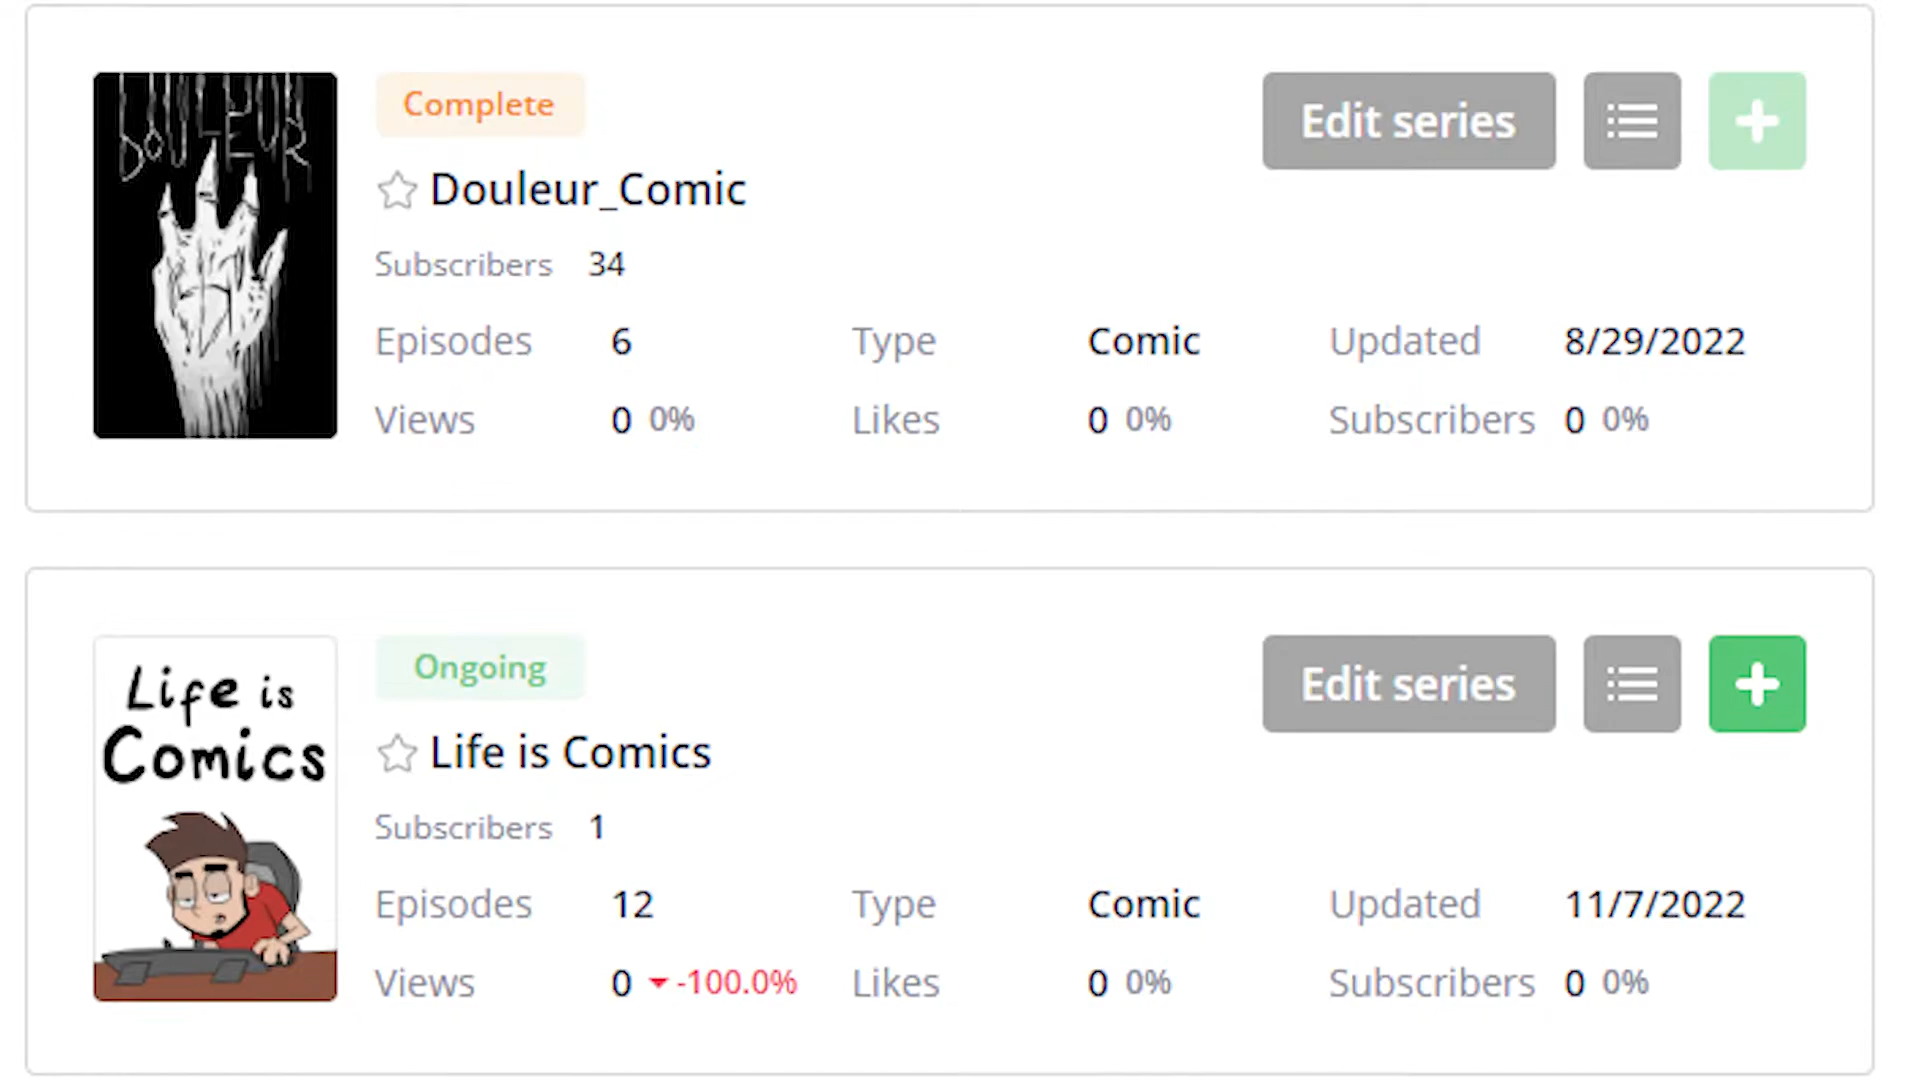 DOULEUR
Complete
Edit series
Douleur_Comic
Subscribers 34
Episodes 6 Type Comic Updated 8/29/2022
Views 0 0% Likes 0 0% Subscribers 0 0%
Life is
Comics
Ongoing
Edit series
Life is Comics
Subscribers 1
Episodes 12 Type Comic Updated 11/7/2022
Views 0 -100.0% Likes 0 0% Subscribers 0 0%